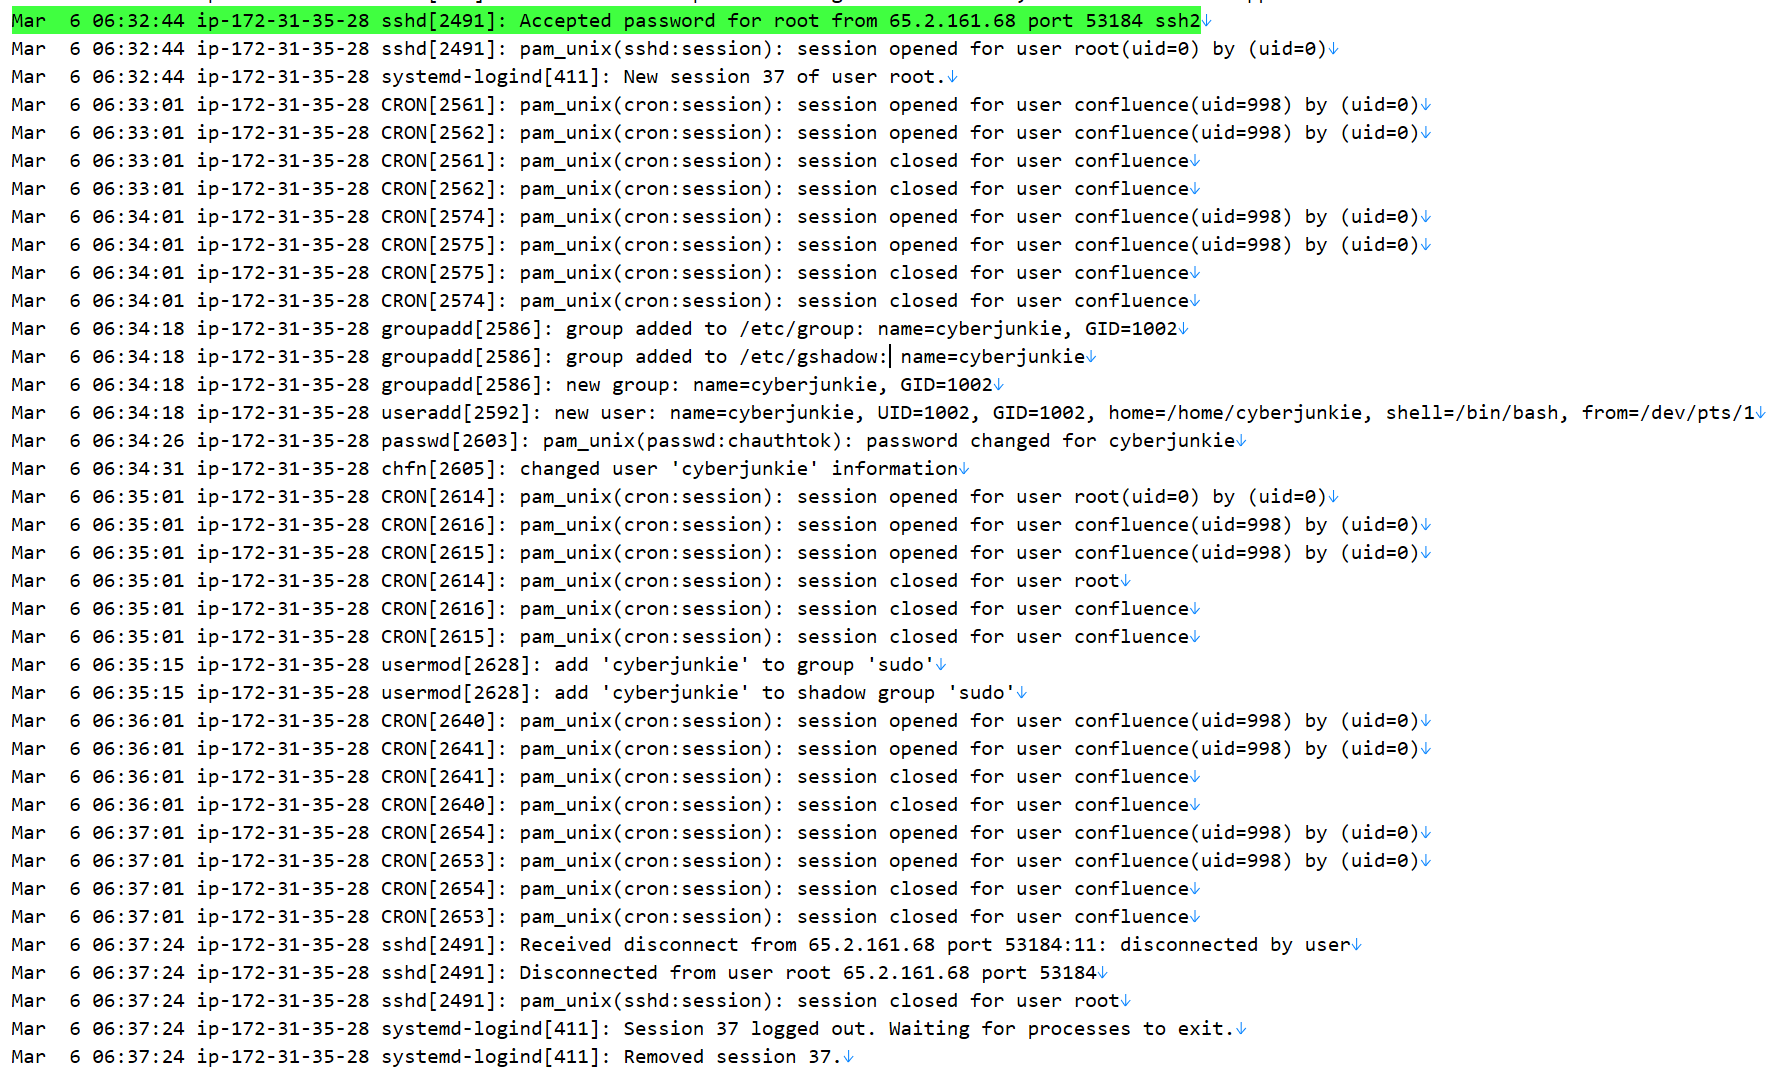 Mar  6 06:32:44 ip-172-31-35-28 sshd[2491]: Accepted password for root from 65.2.161.68 port 53184 ssh2↓
Mar  6 06:32:44 ip-172-31-35-28 sshd[2491]: pam_unix(sshd:session): session opened for user root(uid=0) by (uid=0)↓
Mar  6 06:32:44 ip-172-31-35-28 systemd-logind[411]: New session 37 of user root.↓
Mar  6 06:33:01 ip-172-31-35-28 CRON[2561]: pam_unix(cron:session): session opened for user confluence(uid=998) by (uid=0)↓
Mar  6 06:33:01 ip-172-31-35-28 CRON[2562]: pam_unix(cron:session): session opened for user confluence(uid=998) by (uid=0)↓
Mar  6 06:33:01 ip-172-31-35-28 CRON[2561]: pam_unix(cron:session): session closed for user confluence↓
Mar  6 06:33:01 ip-172-31-35-28 CRON[2562]: pam_unix(cron:session): session closed for user confluence↓
Mar  6 06:34:01 ip-172-31-35-28 CRON[2574]: pam_unix(cron:session): session opened for user confluence(uid=998) by (uid=0)↓
Mar  6 06:34:01 ip-172-31-35-28 CRON[2575]: pam_unix(cron:session): session opened for user confluence(uid=998) by (uid=0)↓
Mar  6 06:34:01 ip-172-31-35-28 CRON[2575]: pam_unix(cron:session): session closed for user confluence↓
Mar  6 06:34:01 ip-172-31-35-28 CRON[2574]: pam_unix(cron:session): session closed for user confluence↓
Mar  6 06:34:18 ip-172-31-35-28 groupadd[2586]: group added to /etc/group: name=cyberjunkie, GID=1002↓
Mar  6 06:34:18 ip-172-31-35-28 groupadd[2586]: group added to /etc/gshadow: name=cyberjunkie↓
Mar  6 06:34:18 ip-172-31-35-28 groupadd[2586]: new group: name=cyberjunkie, GID=1002↓
Mar  6 06:34:18 ip-172-31-35-28 useradd[2592]: new user: name=cyberjunkie, UID=1002, GID=1002, home=/home/cyberjunkie, shell=/bin/bash, from=/dev/pts/1↓
Mar  6 06:34:26 ip-172-31-35-28 passwd[2603]: pam_unix(passwd:chauthtok): password changed for cyberjunkie↓
Mar  6 06:34:31 ip-172-31-35-28 chfn[2605]: changed user 'cyberjunkie' information↓
Mar  6 06:35:01 ip-172-31-35-28 CRON[2614]: pam_unix(cron:session): session opened for user root(uid=0) by (uid=0)↓
Mar  6 06:35:01 ip-172-31-35-28 CRON[2616]: pam_unix(cron:session): session opened for user confluence(uid=998) by (uid=0)↓
Mar  6 06:35:01 ip-172-31-35-28 CRON[2615]: pam_unix(cron:session): session opened for user confluence(uid=998) by (uid=0)↓
Mar  6 06:35:01 ip-172-31-35-28 CRON[2614]: pam_unix(cron:session): session closed for user root↓
Mar  6 06:35:01 ip-172-31-35-28 CRON[2616]: pam_unix(cron:session): session closed for user confluence↓
Mar  6 06:35:01 ip-172-31-35-28 CRON[2615]: pam_unix(cron:session): session closed for user confluence↓
Mar  6 06:35:15 ip-172-31-35-28 usermod[2628]: add 'cyberjunkie' to group 'sudo'↓
Mar  6 06:35:15 ip-172-31-35-28 usermod[2628]: add 'cyberjunkie' to shadow group 'sudo'↓
Mar  6 06:36:01 ip-172-31-35-28 CRON[2640]: pam_unix(cron:session): session opened for user confluence(uid=998) by (uid=0)↓
Mar  6 06:36:01 ip-172-31-35-28 CRON[2641]: pam_unix(cron:session): session opened for user confluence(uid=998) by (uid=0)↓
Mar  6 06:36:01 ip-172-31-35-28 CRON[2641]: pam_unix(cron:session): session closed for user confluence↓
Mar  6 06:36:01 ip-172-31-35-28 CRON[2640]: pam_unix(cron:session): session closed for user confluence↓
Mar  6 06:37:01 ip-172-31-35-28 CRON[2654]: pam_unix(cron:session): session opened for user confluence(uid=998) by (uid=0)↓
Mar  6 06:37:01 ip-172-31-35-28 CRON[2653]: pam_unix(cron:session): session opened for user confluence(uid=998) by (uid=0)↓
Mar  6 06:37:01 ip-172-31-35-28 CRON[2654]: pam_unix(cron:session): session closed for user confluence↓
Mar  6 06:37:01 ip-172-31-35-28 CRON[2653]: pam_unix(cron:session): session closed for user confluence↓
Mar  6 06:37:24 ip-172-31-35-28 sshd[2491]: Received disconnect from 65.2.161.68 port 53184:11: disconnected by user↓
Mar  6 06:37:24 ip-172-31-35-28 sshd[2491]: Disconnected from user root 65.2.161.68 port 53184↓
Mar  6 06:37:24 ip-172-31-35-28 sshd[2491]: pam_unix(sshd:session): session closed for user root↓
Mar  6 06:37:24 ip-172-31-35-28 systemd-logind[411]: Session 37 logged out. Waiting for processes to exit.↓
Mar  6 06:37:24 ip-172-31-35-28 systemd-logind[411]: Removed session 37.↓